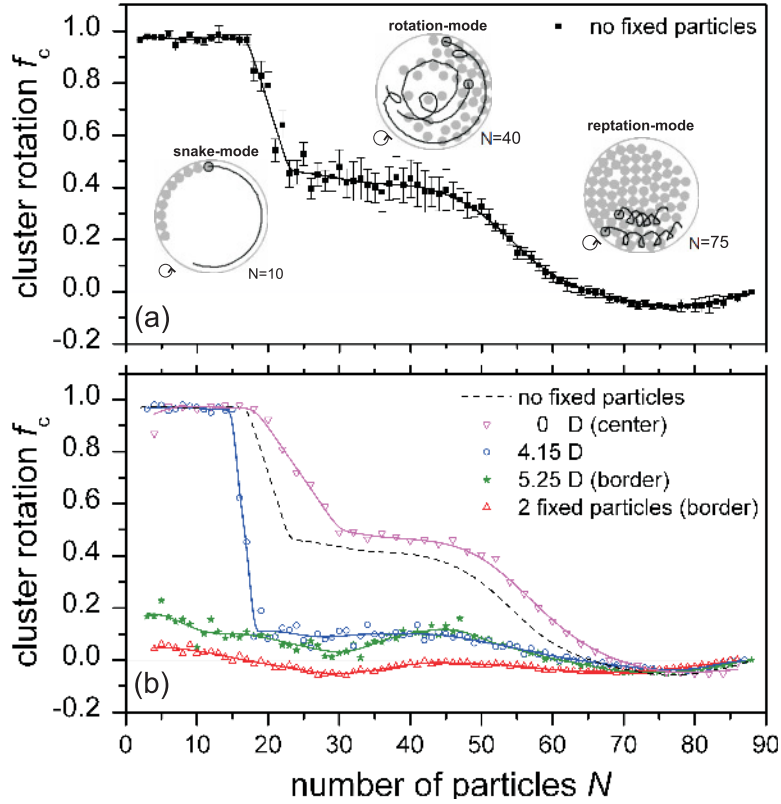 no fixed particles
rotation-mode
N=40
snake-mode
N=10
reptation-mode
N=75
cluster rotation f_c
1.0
0.8
0.6
0.4
0.2
0.0
-0.2
(a)
no fixed particles
0 D (center)
4.15 D
5.25 D (border)
2 fixed particles (border)
cluster rotation f_c
1.0
0.8
0.6
0.4
0.2
0.0
-0.2
(b)
0 10 20 30 40 50 60 70 80 90
number of particles N